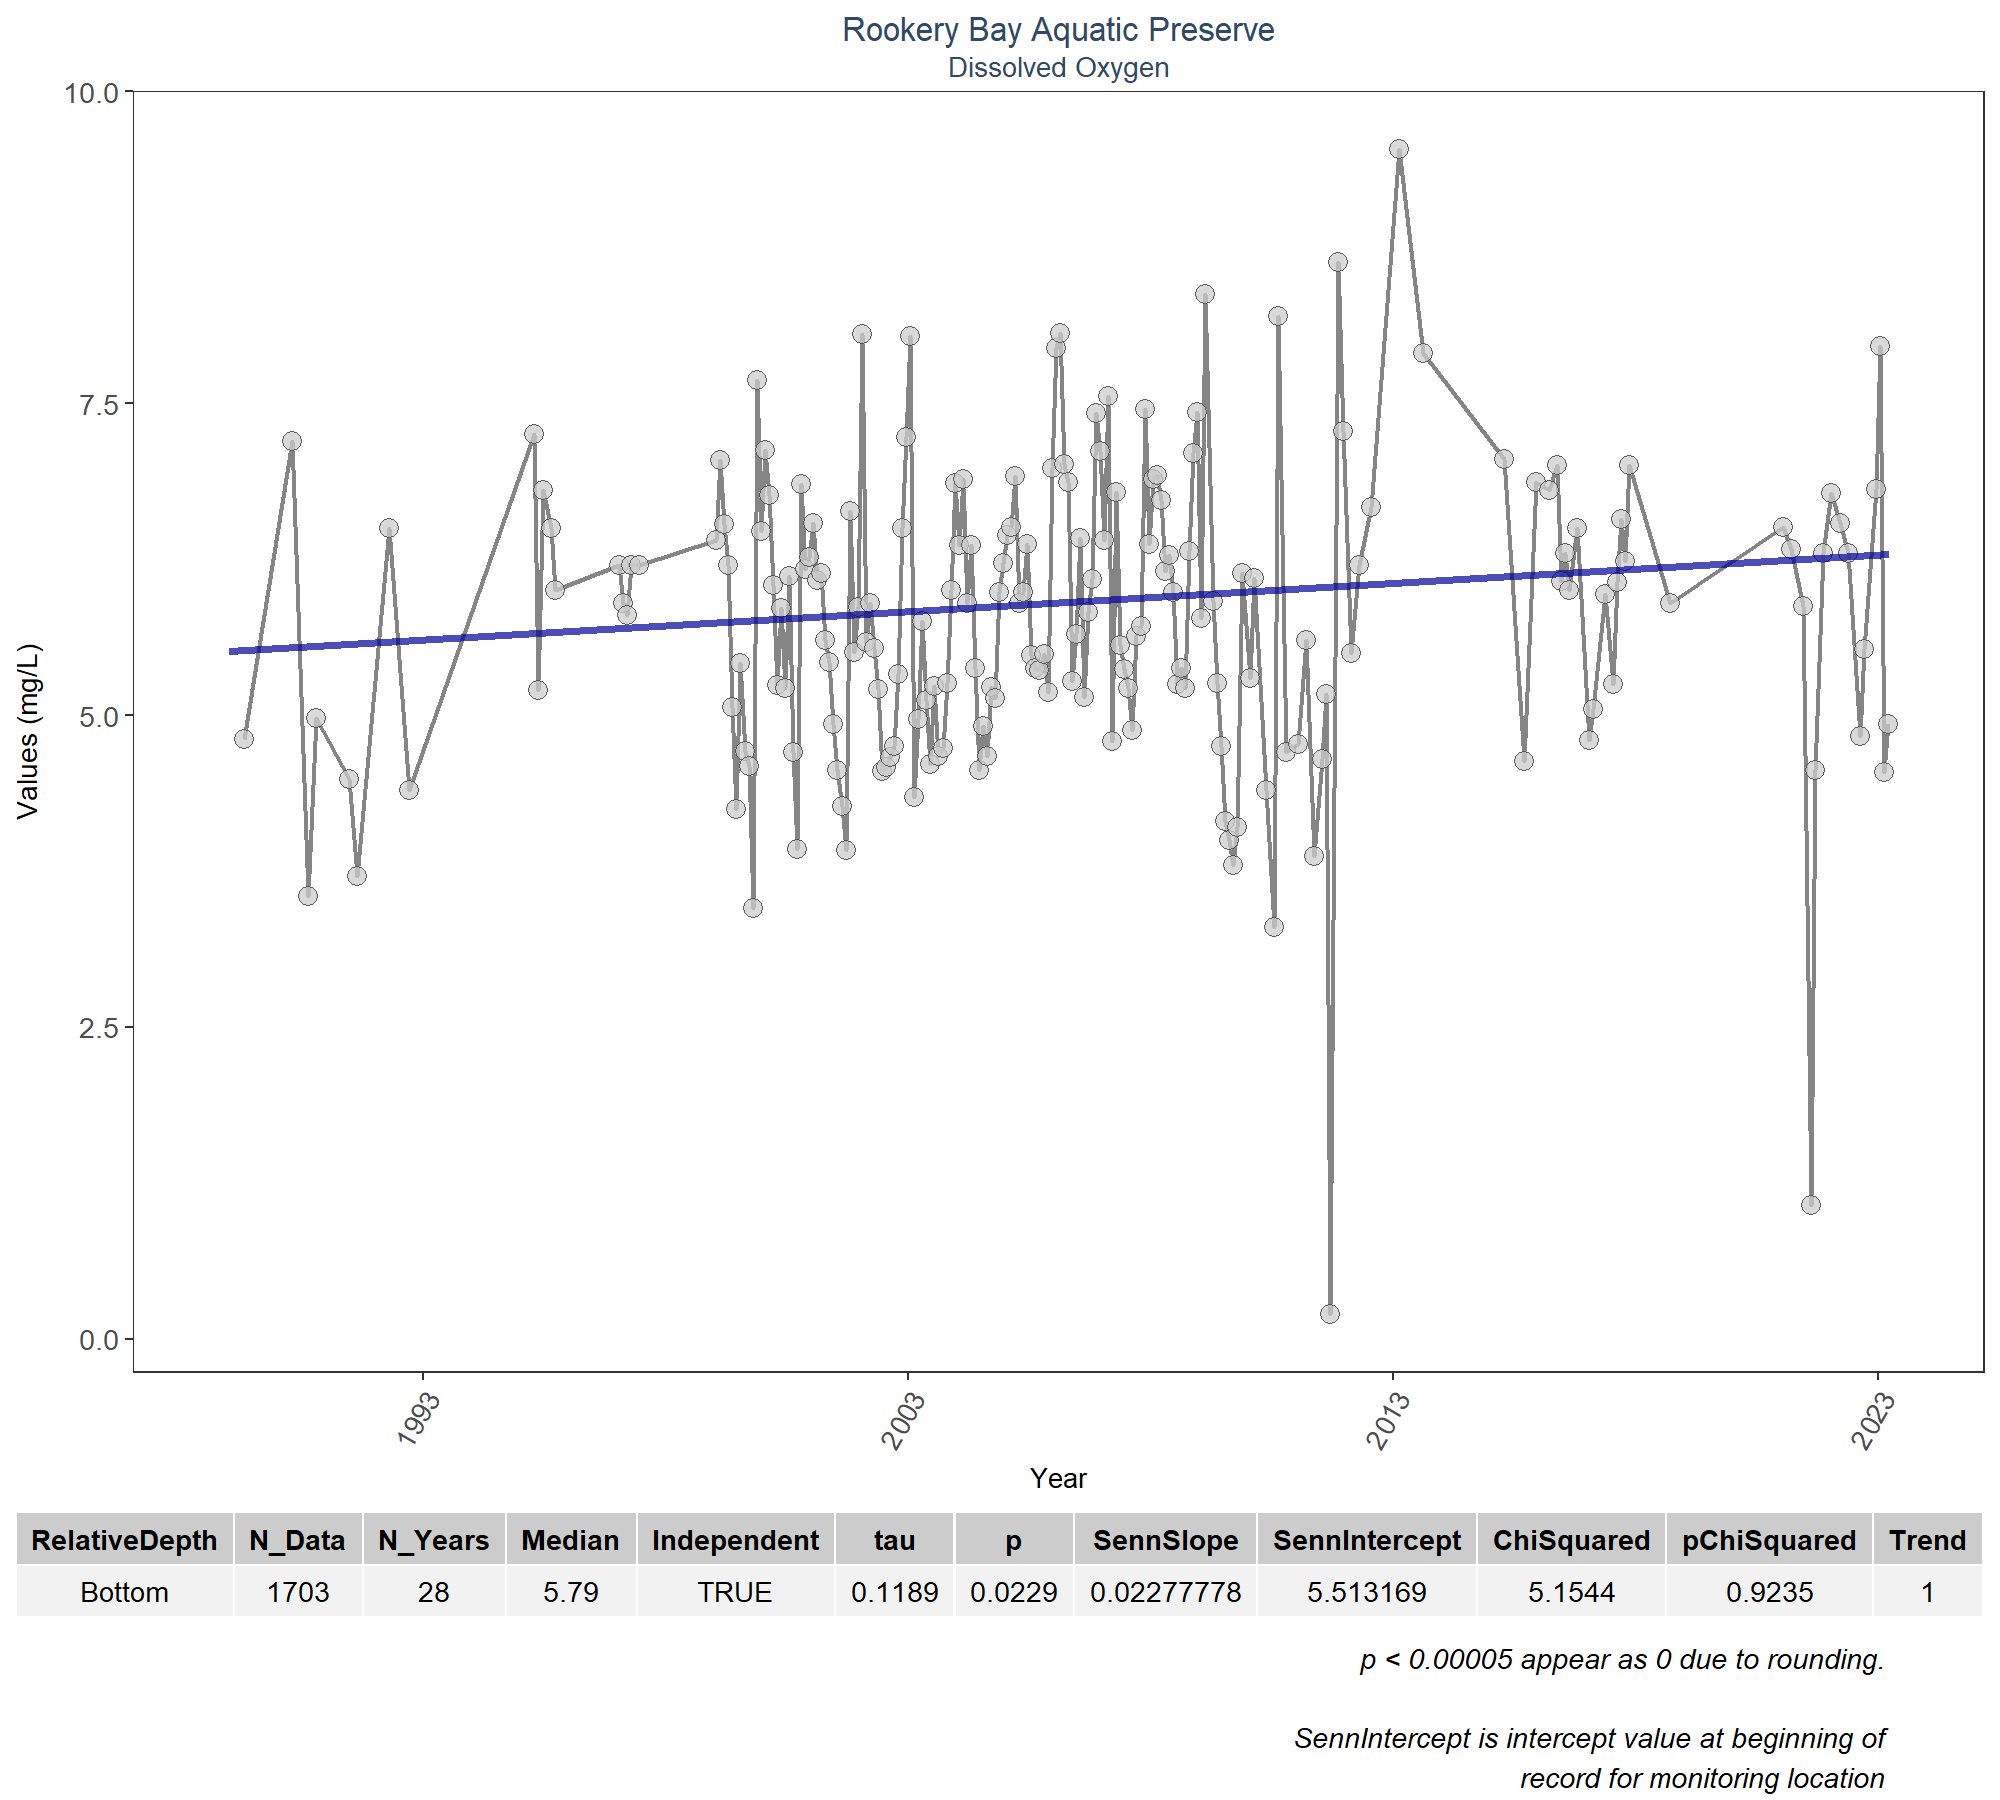 Rookery Bay Aquatic Preserve
Dissolved Oxygen
Values (mg/L)
10.0
7.5
5.0
2.5
0.0
1993 2003 2013 2023
Year
RelativeDepth N_Data N_Years Median Independent tau p SennSlope SennIntercept ChiSquared pChiSquared Trend
Bottom 1703 28 5.79 TRUE 0.1189 0.0229 0.02277778 5.513169 5.1544 0.9235 1
p < 0.00005 appear as 0 due to rounding.
SennIntercept is intercept value at beginning of
record for monitoring location